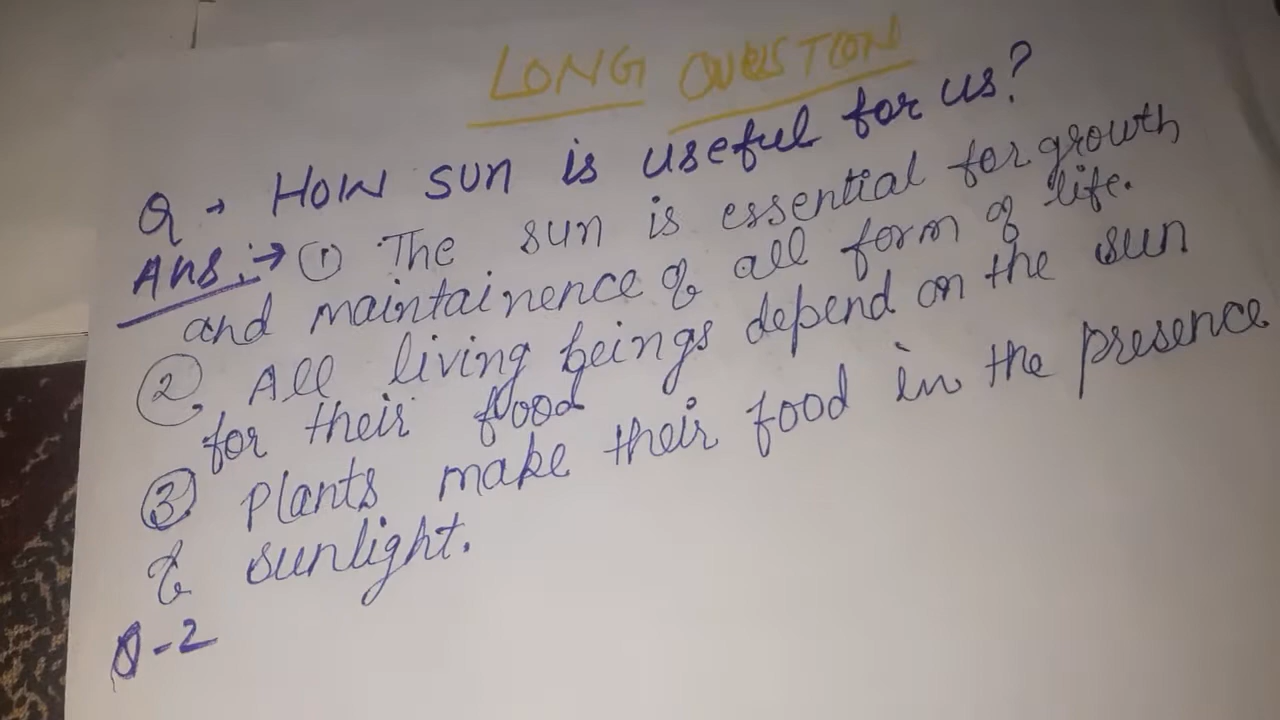 LONG QUESTION
Q → HOW SUN is useful for us?
Ans :→ ① The sun is essential for growth
and maintainence of all form of life.
②. All living beings depend on the sun
for their food
③ Plants make their food in the presence
of sunlight.
Q-2